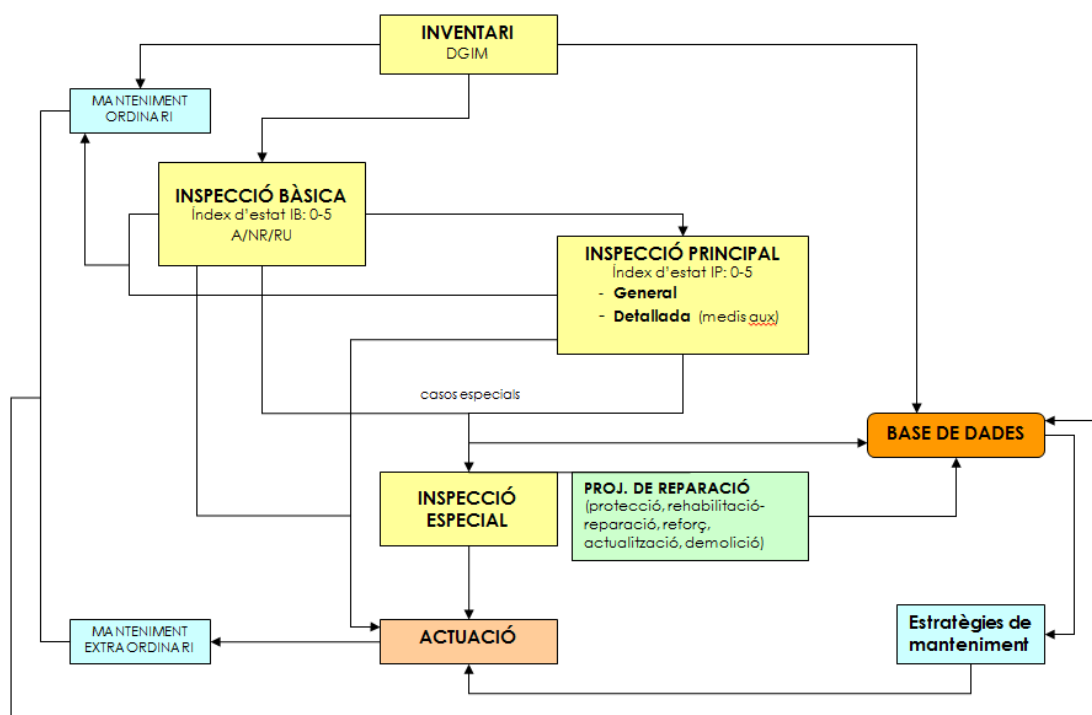 INVENTARI
DGIM
MANTENIMENT
ORDINARI
INSPECCIÓ BÀSICA
Índex d'estat IB: 0-5
A/NR/RU
INSPECCIÓ PRINCIPAL
Índex d'estat IP: 0-5
- General
- Detallada (medis aux)
casos especials
BASE DE DADES
INSPECCIÓ
ESPECIAL
PROJ. DE REPARACIÓ
(protecció, rehabilitació-
reparació, reforç,
actualització, demolició)
MANTENIMENT
EXTRAORDINARI
ACTUACIÓ
Estratègies de
manteniment